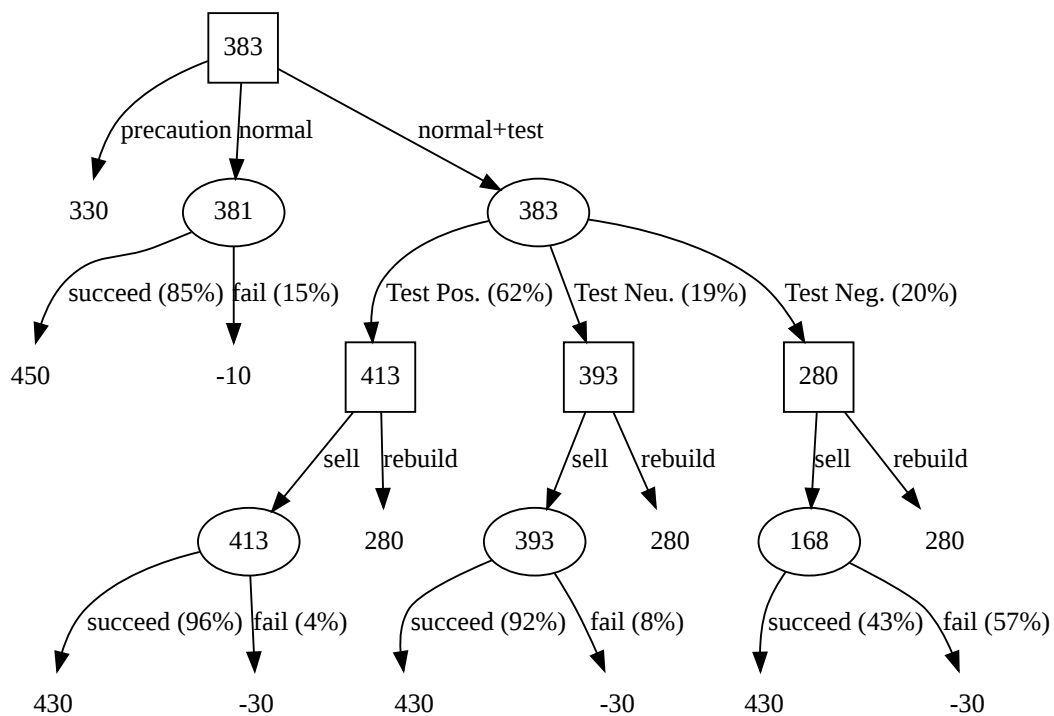 383
precaution normal normal+test
330 381 383
succeed (85%) fail (15%) Test Pos. (62%) Test Neu. (19%) Test Neg. (20%)
450 -10 413 393 280
sell rebuild sell rebuild sell rebuild
413 280 393 280 168 280
succeed (96%) fail (4%) succeed (92%) fail (8%) succeed (43%) fail (57%)
430 -30 430 -30 430 -30